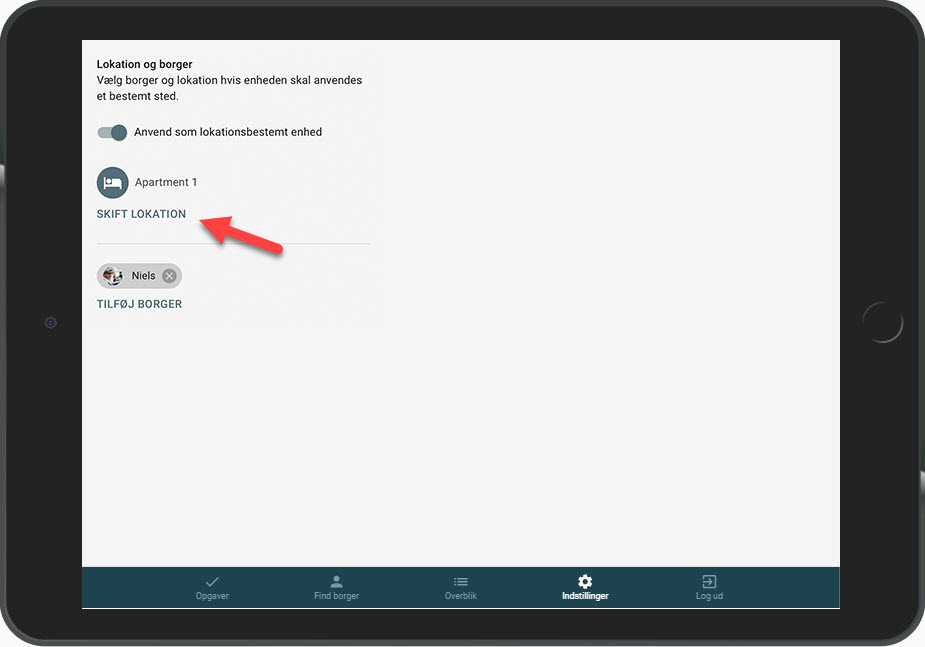 Lokation og borger
Vælg borger og lokation hvis enheden skal anvendes
et bestemt sted.
Anvend som lokationsbestemt enhed
Apartment 1
SKIFT LOKATION
Niels
TILFØJ BORGER
Opgaver
Find borger
Overblik
Indstillinger
Log ud